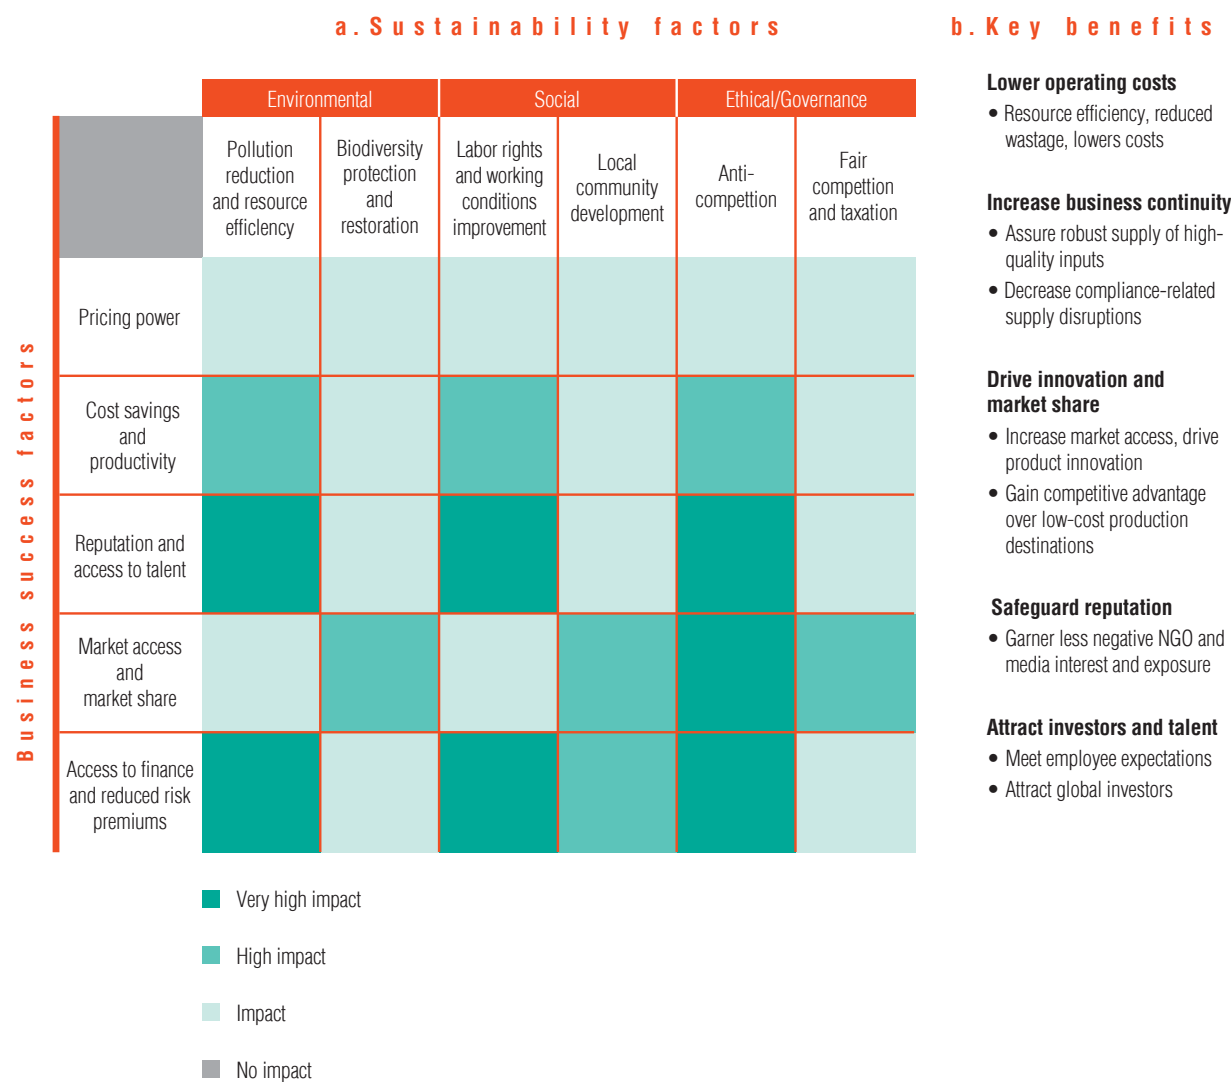 a. Sustainability factors
b. Key benefits
Environmental
Social
Ethical/Governance
Pollution
reduction
and resource
efficlency
Biodiversity
protection
and
restoration
Labor rights
and working
conditions
improvement
Local
community
development
Anti-
compettion
Fair
compettion
and taxation
Business success factors
Pricing power
Cost savings
and
productivity
Reputation and
access to talent
Market access
and
market share
Access to finance
and reduced risk
premiums
Very high impact
High impact
Impact
No impact
Lower operating costs
• Resource efficiency, reduced
wastage, lowers costs
Increase business continuity
• Assure robust supply of high-
quality inputs
• Decrease compliance-related
supply disruptions
Drive innovation and
market share
• Increase market access, drive
product innovation
• Gain competitive advantage
over low-cost production
destinations
Safeguard reputation
• Garner less negative NGO and
media interest and exposure
Attract investors and talent
• Meet employee expectations
• Attract global investors